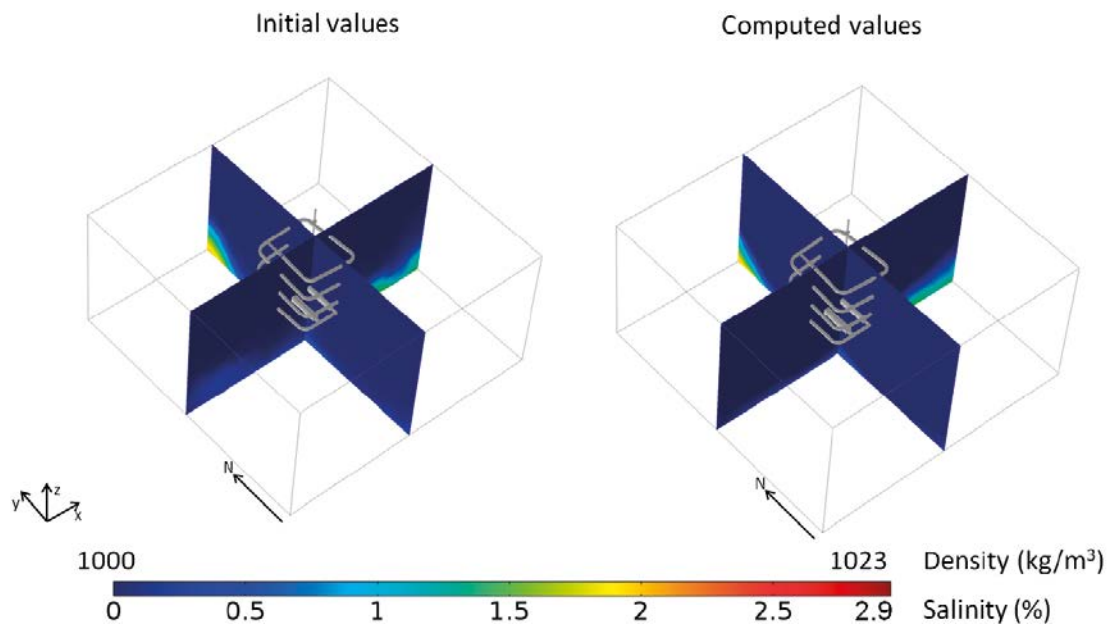 Initial values
Computed values
N
N
y
z
x
1000
1023
Density (kg/m³)
0
0.5
1
1.5
2
2.5
2.9
Salinity (%)